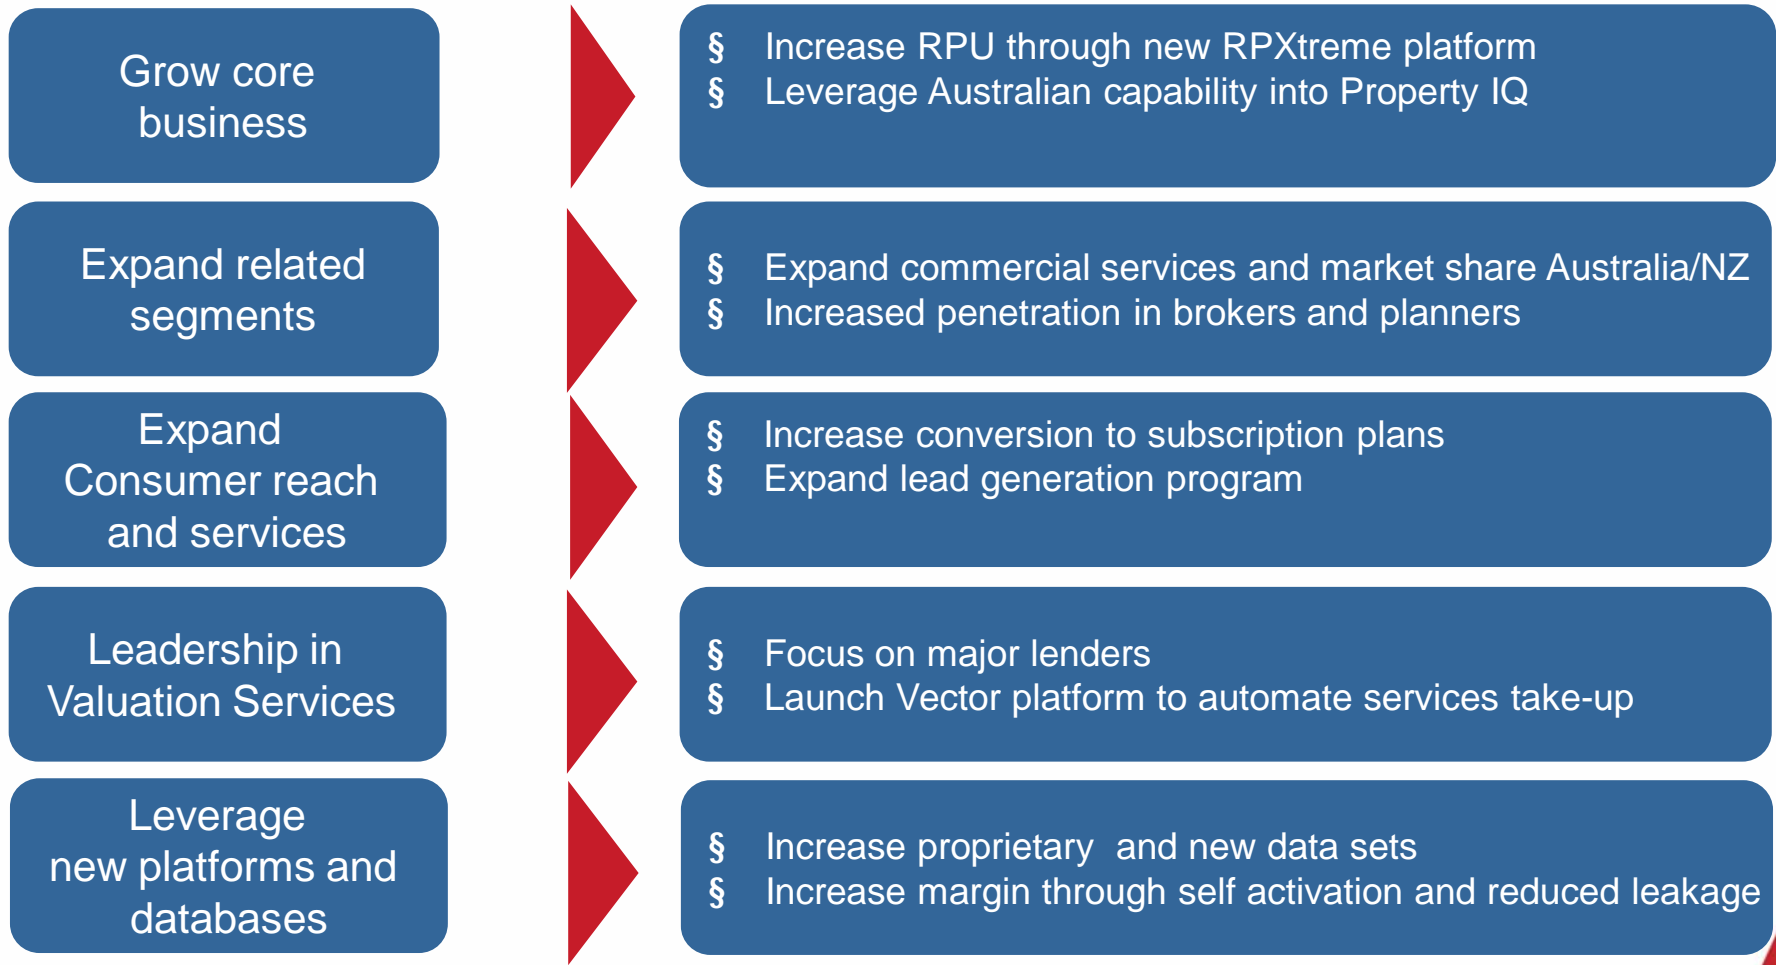 Grow core
business
§ Increase RPU through new RPXtreme platform
§ Leverage Australian capability into Property IQ
Expand related
segments
§ Expand commercial services and market share Australia/NZ
§ Increased penetration in brokers and planners
Expand
Consumer reach
and services
§ Increase conversion to subscription plans
§ Expand lead generation program
Leadership in
Valuation Services
§ Focus on major lenders
§ Launch Vector platform to automate services take-up
Leverage
new platforms and
databases
§ Increase proprietary  and new data sets
§ Increase margin through self activation and reduced leakage